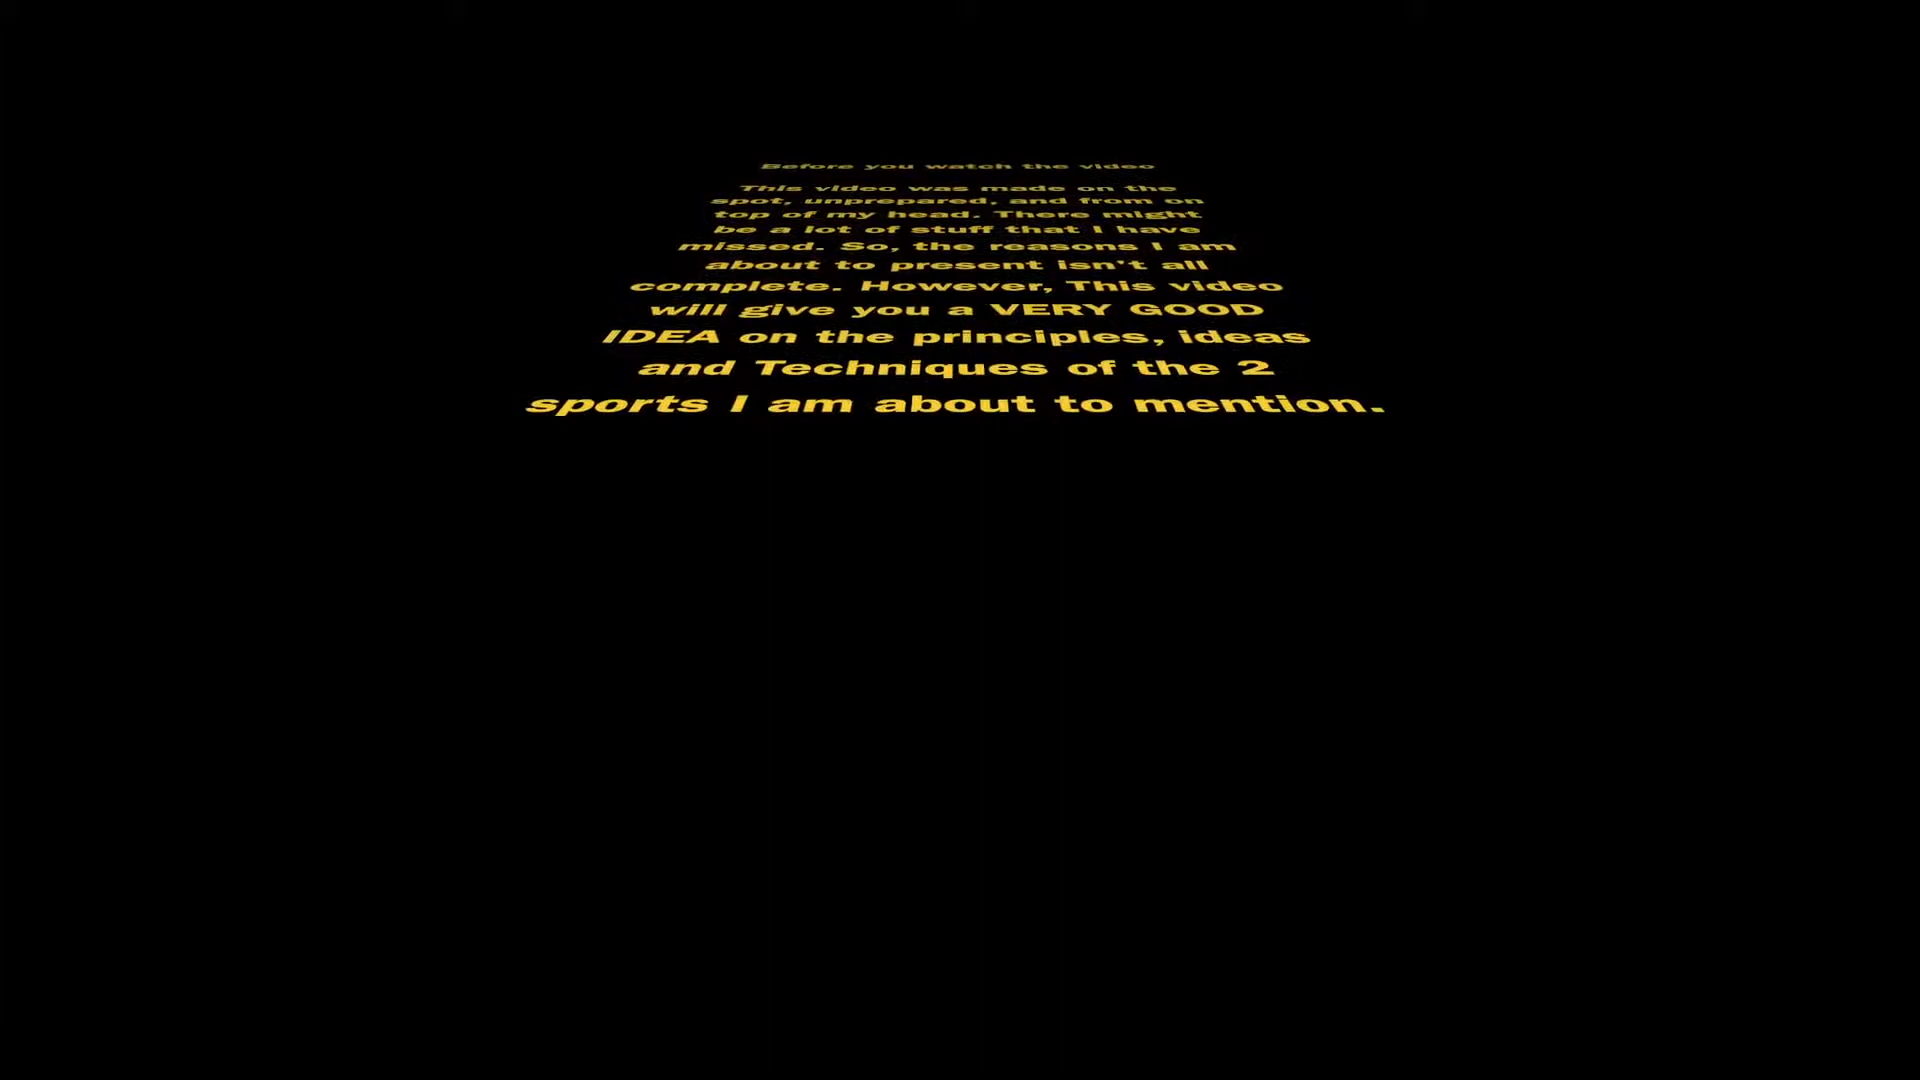 Before you watch the video
This video was made on the
spot, unprepared, and from on
top of my head. There might
be a lot of stuff that I have
missed. So, the reasons I am
about to present isn't all
complete. However, This video
will give you a VERY GOOD
IDEA on the principles, ideas
and Techniques of the 2
sports I am about to mention.